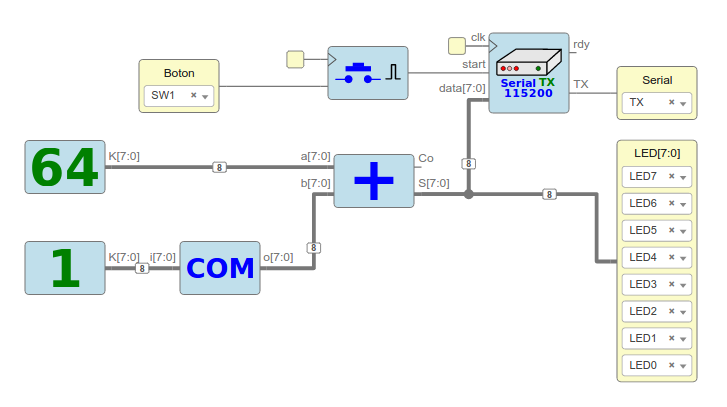 clk
rdy
Boton
SW1
start
data[7:0]
Serial TX
115200
TX
Serial
TX
64
K[7:0]
8
a[7:0]
b[7:0]
+
Co
S[7:0]
8
8
LED[7:0]
LED7
LED6
LED5
LED4
LED3
LED2
LED1
LED0
1
K[7:0]
8
i[7:0]
COM
o[7:0]
8